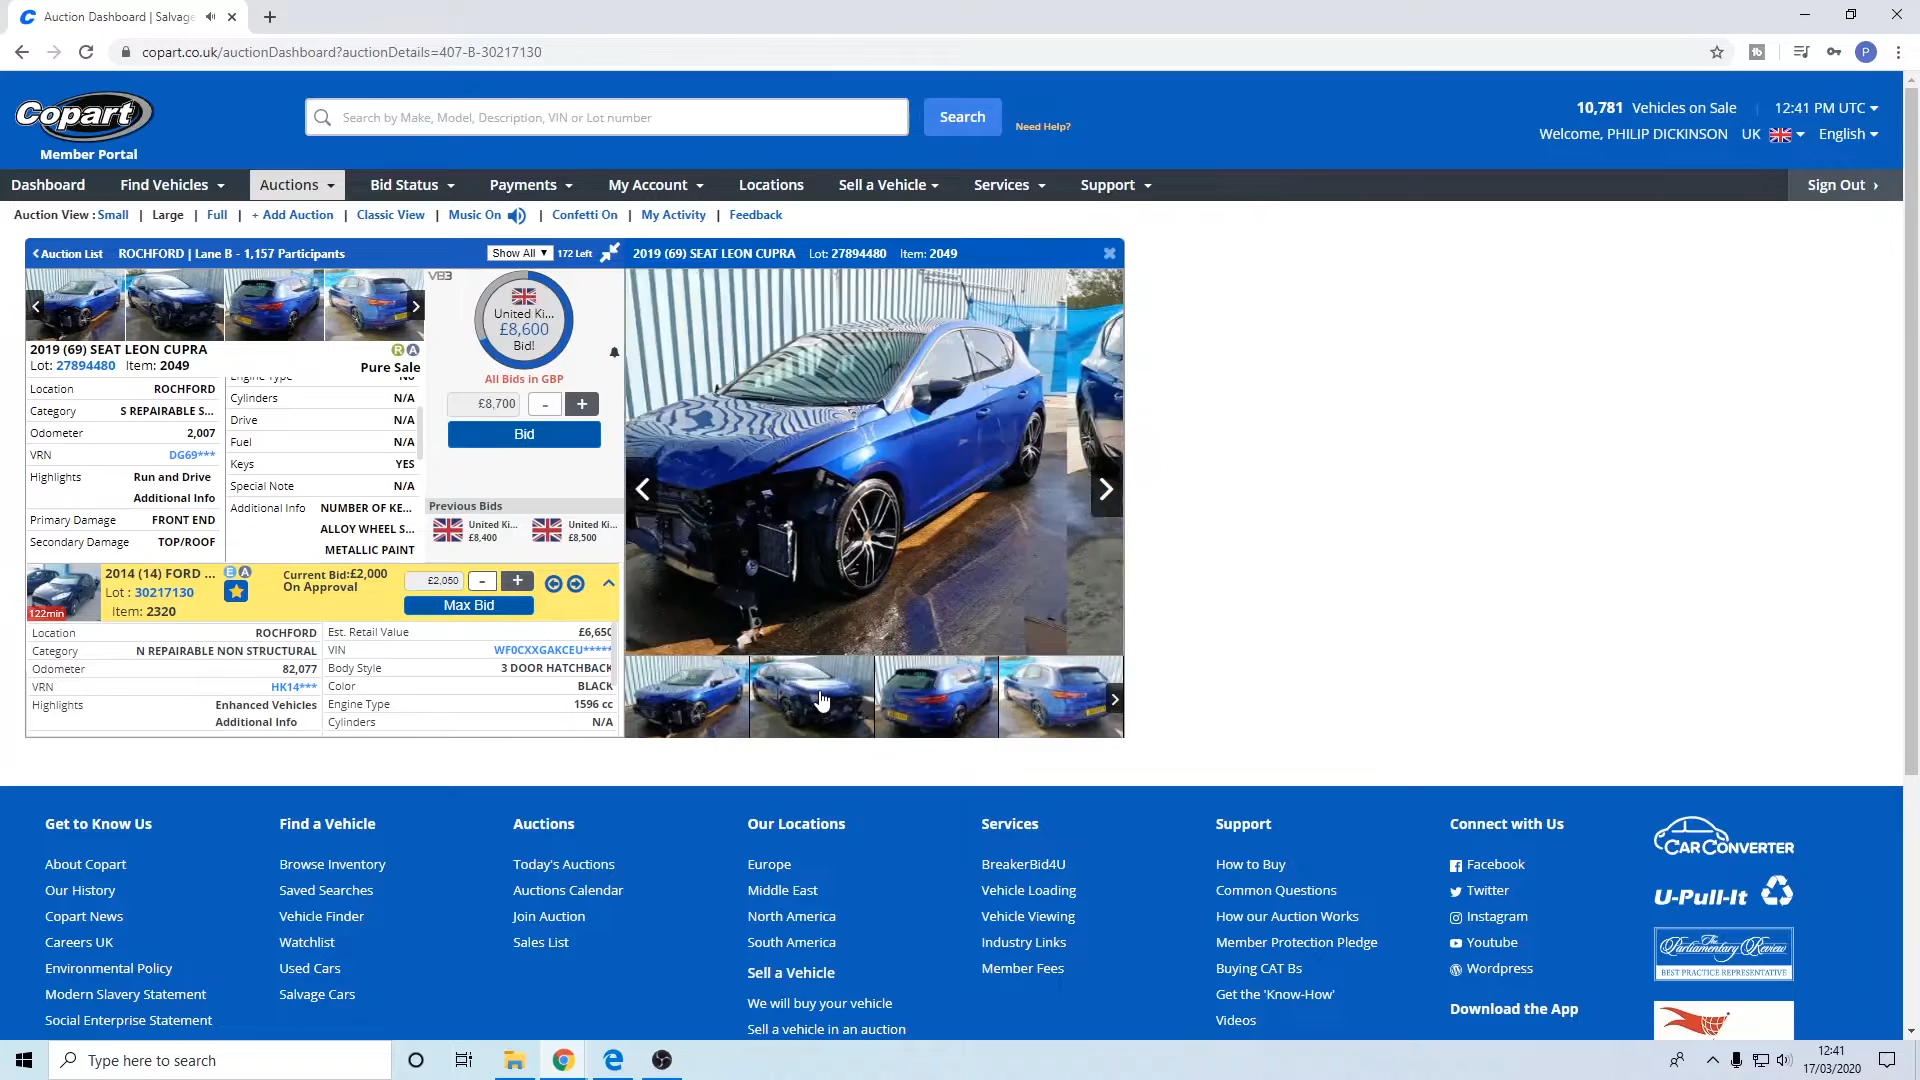 Auction Dashboard | Salvage
copart.co.uk/auctionDashboard?auctionDetails=407-B-30217130
P
Copart
Member Portal
Search by Make, Model, Description, VIN or Lot number
Search
Need Help?
10,781 Vehicles on Sale
12:41 PM UTC
Welcome, PHILIP DICKINSON
UK
English
Dashboard
Find Vehicles
Auctions
Bid Status
Payments
My Account
Locations
Sell a Vehicle
Services
Support
Sign Out
Auction View : Small | Large | Full | + Add Auction | Classic View | Music On | Confetti On | My Activity | Feedback
Auction List
ROCHFORD | Lane B - 1,157 Participants
Show All
172 Left
2019 (69) SEAT LEON CUPRA Lot: 27894480 Item: 2049
VB3
United Ki...
£8,600
Bid!
All Bids in GBP
£8,700
-
+
Bid
Previous Bids
United Ki...
£8,400
United Ki...
£8,500
2019 (69) SEAT LEON CUPRA
R A
Lot: 27894480 Item: 2049
Pure Sale
Location ROCHFORD
Category S REPAIRABLE S...
Odometer 2,007
VRN DG69***
Highlights Run and Drive
Additional Info
Primary Damage FRONT END
Secondary Damage TOP/ROOF
Engine Type No
Cylinders N/A
Drive N/A
Fuel N/A
Keys YES
Special Note N/A
Additional Info NUMBER OF KE...
ALLOY WHEEL S...
METALLIC PAINT
122min
2014 (14) FORD ...
E A
Lot : 30217130
Item: 2320
Current Bid:£2,000
On Approval
£2,050
-
+
Max Bid
Location ROCHFORD
Category N REPAIRABLE NON STRUCTURAL
Odometer 82,077
VRN HK14***
Highlights Enhanced Vehicles
Additional Info
Est. Retail Value £6,650
VIN WF0CXXGAKCEU*****
Body Style 3 DOOR HATCHBACK
Color BLACK
Engine Type 1596 cc
Cylinders N/A
Get to Know Us
About Copart
Our History
Copart News
Careers UK
Environmental Policy
Modern Slavery Statement
Social Enterprise Statement
Find a Vehicle
Browse Inventory
Saved Searches
Vehicle Finder
Watchlist
Used Cars
Salvage Cars
Auctions
Today's Auctions
Auctions Calendar
Join Auction
Sales List
Our Locations
Europe
Middle East
North America
South America
Sell a Vehicle
We will buy your vehicle
Sell a vehicle in an auction
Services
BreakerBid4U
Vehicle Loading
Vehicle Viewing
Industry Links
Member Fees
Support
How to Buy
Common Questions
How our Auction Works
Member Protection Pledge
Buying CAT Bs
Get the 'Know-How'
Videos
Connect with Us
Facebook
Twitter
Instagram
Youtube
Wordpress
Download the App
CARCONVERTER
U-Pull-It
The Parliamentary Review
BEST PRACTICE REPRESENTATIVE
Type here to search
12:41
17/03/2020